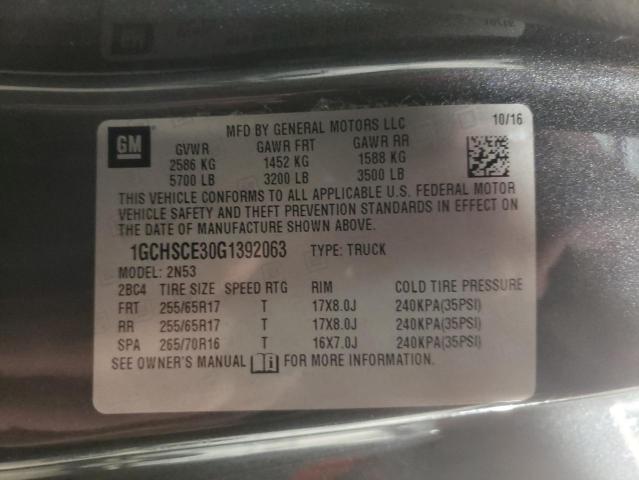 GM
MFD BY GENERAL MOTORS LLC 10/16
GVWR GAWR FRT GAWR RR
2586 KG 1452 KG 1588 KG
5700 LB 3200 LB 3500 LB
THIS VEHICLE CONFORMS TO ALL APPLICABLE U.S. FEDERAL MOTOR
VEHICLE SAFETY AND THEFT PREVENTION STANDARDS IN EFFECT ON
THE DATE OF MANUFACTURE SHOWN ABOVE.
1GCHSCE30G1392063 TYPE: TRUCK
MODEL: 2N53
2BC4 TIRE SIZE SPEED RTG RIM COLD TIRE PRESSURE
FRT 255/65R17 T 17X8.0J 240KPA(35PSI)
RR 255/65R17 T 17X8.0J 240KPA(35PSI)
SPA 265/70R16 T 16X7.0J 240KPA(35PSI)
SEE OWNER'S MANUAL FOR MORE INFORMATION.